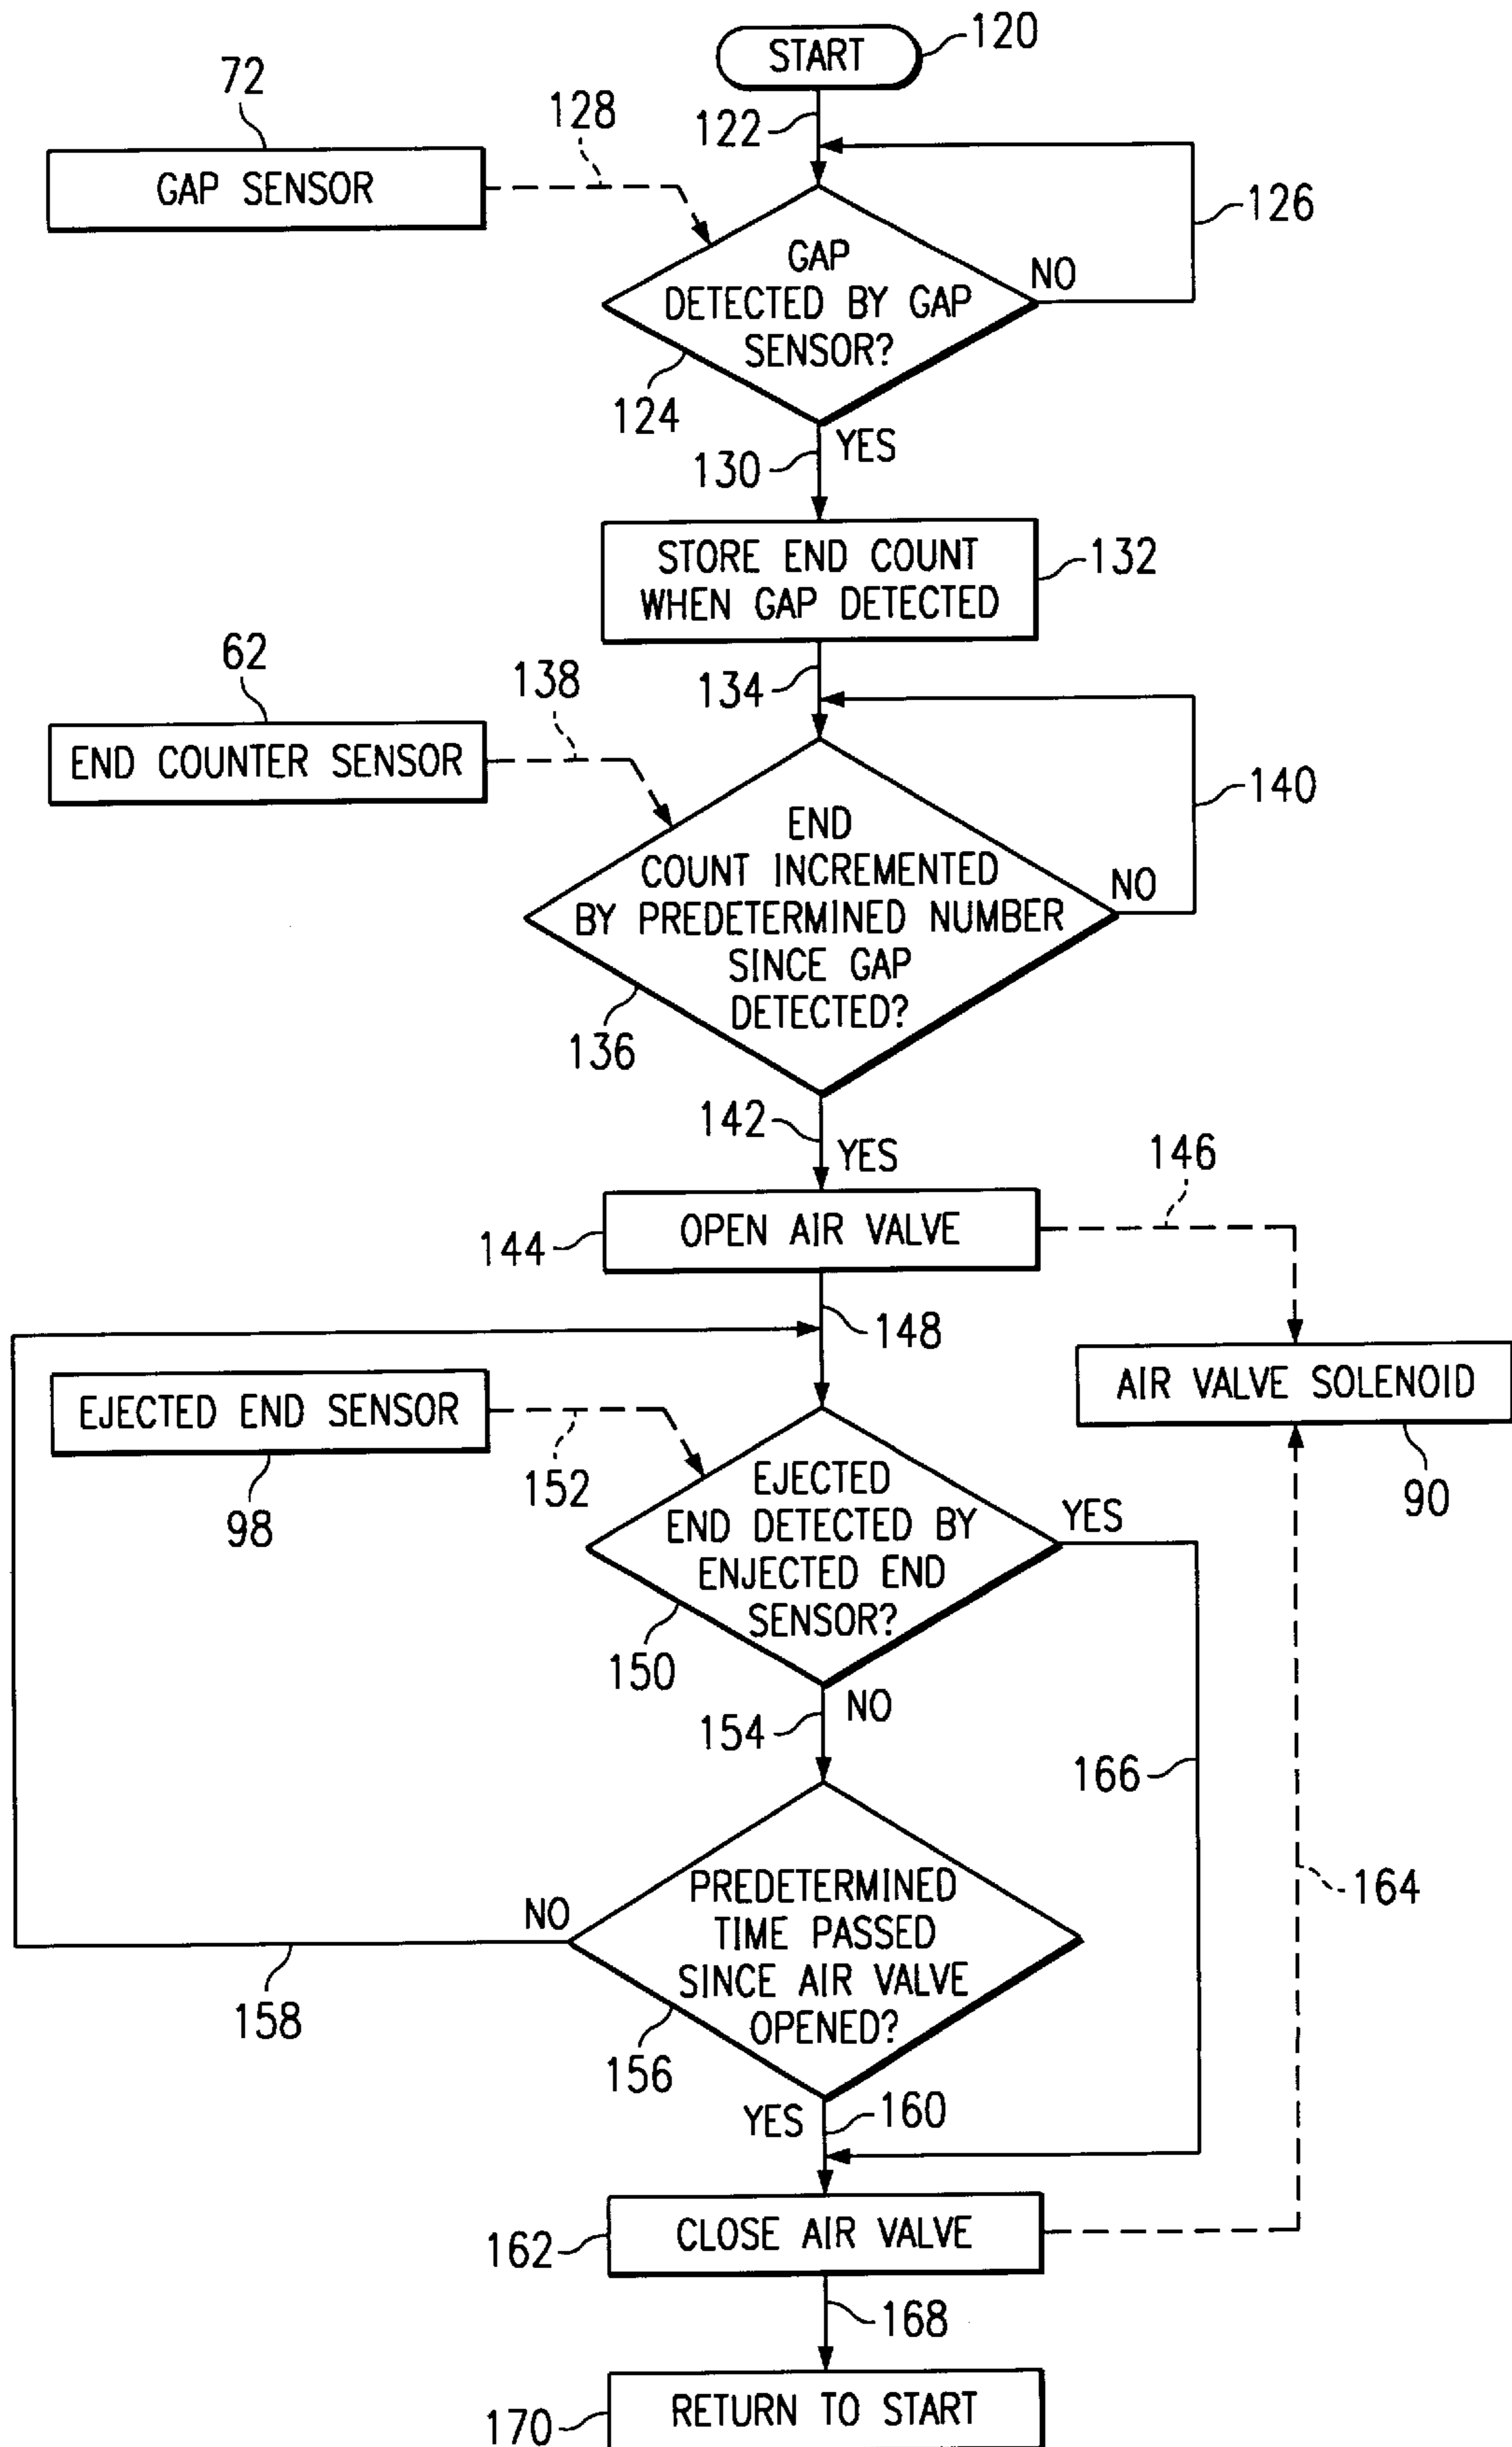 START
120
72
128
122
GAP SENSOR
126
GAP
DETECTED BY GAP
SENSOR?
NO
124
YES
130
STORE END COUNT
WHEN GAP DETECTED
132
62
138
134
END COUNTER SENSOR
140
END
COUNT INCREMENTED
BY PREDETERMINED NUMBER
SINCE GAP
DETECTED?
NO
136
142
YES
146
OPEN AIR VALVE
144
148
AIR VALVE SOLENOID
90
EJECTED END SENSOR
98
152
EJECTED
END DETECTED BY
ENJECTED END
SENSOR?
YES
150
NO
154
166
164
PREDETERMINED
TIME PASSED
SINCE AIR VALVE
OPENED?
NO
158
156
YES
160
CLOSE AIR VALVE
162
168
RETURN TO START
170